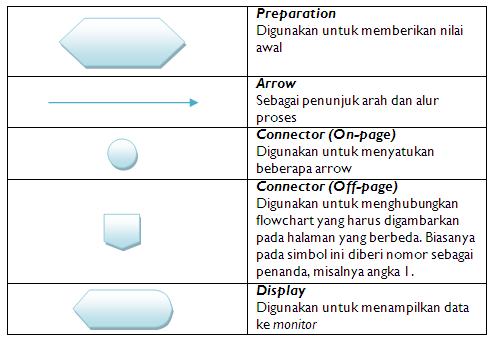 Preparation
Digunakan untuk memberikan nilai
awal
Arrow
Sebagai penunjuk arah dan alur
proses
Connector (On-page)
Digunakan untuk menyatukan
beberapa arrow
Connector (Off-page)
Digunakan untuk menghubungkan
flowchart yang harus digambarkan
pada halaman yang berbeda. Biasanya
pada simbol ini diberi nomor sebagai
penanda, misalnya angka 1.
Display
Digunakan untuk menampilkan data
ke monitor